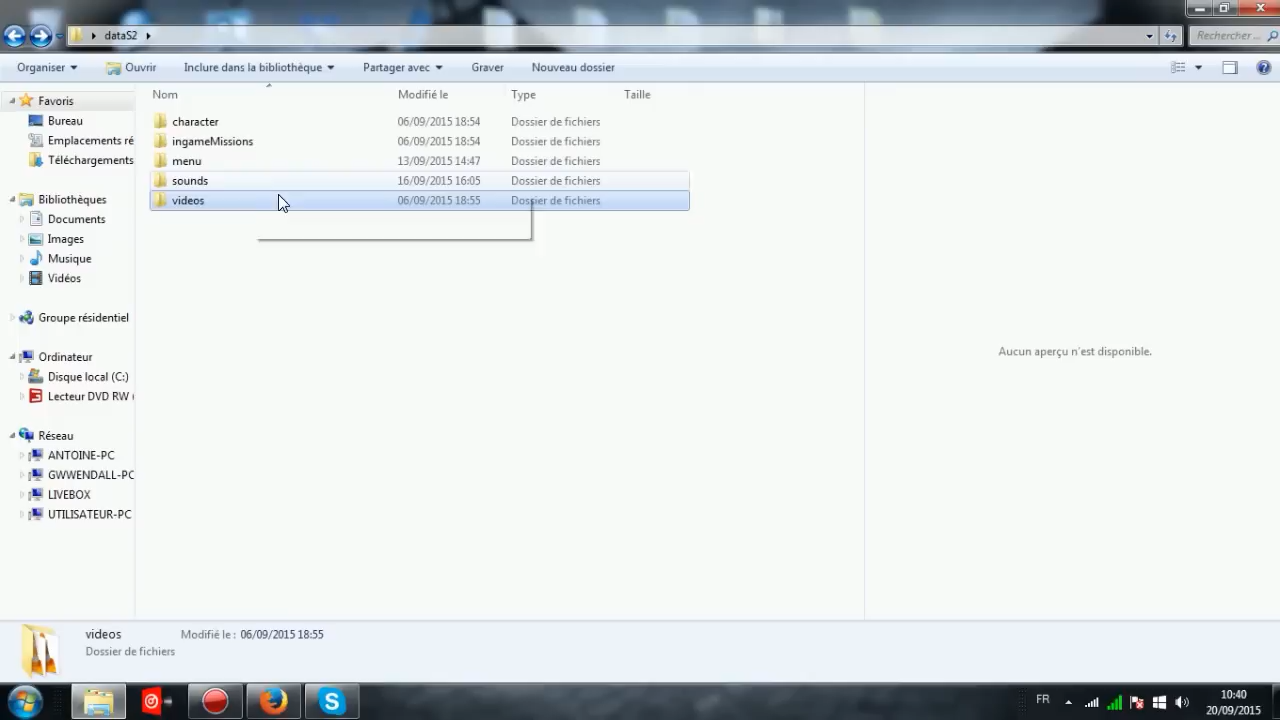 dataS2
Rechercher ...
Organiser
Ouvrir
Inclure dans la bibliothèque
Partager avec
Graver
Nouveau dossier
Nom
Modifié le
Type
Taille
character 06/09/2015 18:54 Dossier de fichiers
ingameMissions 06/09/2015 18:54 Dossier de fichiers
menu 13/09/2015 14:47 Dossier de fichiers
sounds 16/09/2015 16:05 Dossier de fichiers
videos 06/09/2015 18:55 Dossier de fichiers
Favoris
Bureau
Emplacements ré
Téléchargements
Bibliothèques
Documents
Images
Musique
Vidéos
Groupe résidentiel
Ordinateur
Disque local (C:)
Lecteur DVD RW
Réseau
ANTOINE-PC
GWWENDALL-PC
LIVEBOX
UTILISATEUR-PC
Aucun aperçu n'est disponible.
videos Modifié le : 06/09/2015 18:55
Dossier de fichiers
FR
10:40
20/09/2015